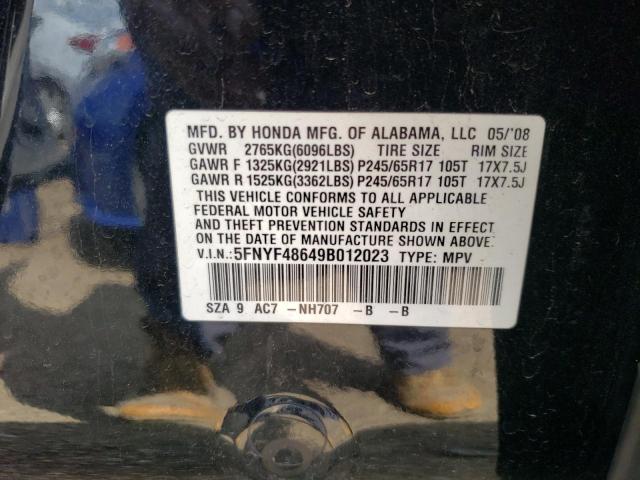 MFD. BY HONDA MFG. OF ALABAMA, LLC 05/'08
GVWR 2765KG(6096LBS) TIRE SIZE RIM SIZE
GAWR F 1325KG(2921LBS) P245/65R17 105T 17X7.5J
GAWR R 1525KG(3362LBS) P245/65R17 105T 17X7.5J
THIS VEHICLE CONFORMS TO ALL APPLICABLE
FEDERAL MOTOR VEHICLE SAFETY
AND THEFT PREVENTION STANDARDS IN EFFECT
ON THE DATE OF MANUFACTURE SHOWN ABOVE.
V.I.N.:5FNYF48649B012023 TYPE: MPV
SZA 9 AC7 -NH707 -B -B